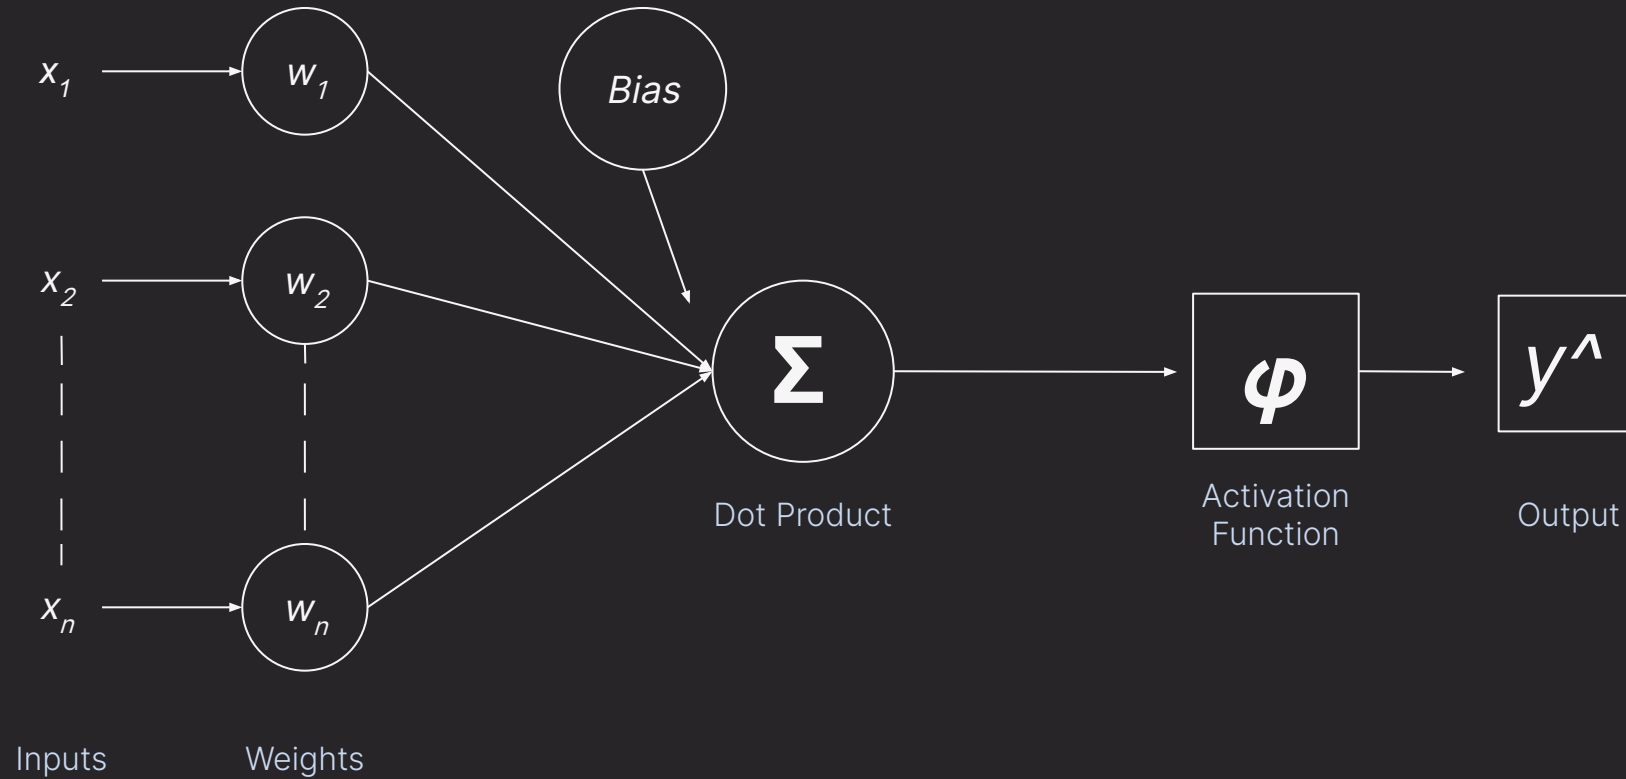 x₁
w₁
Bias
x₂
w₂
Σ
φ
y^
Dot Product
Activation
Function
Output
xₙ
wₙ
Inputs
Weights